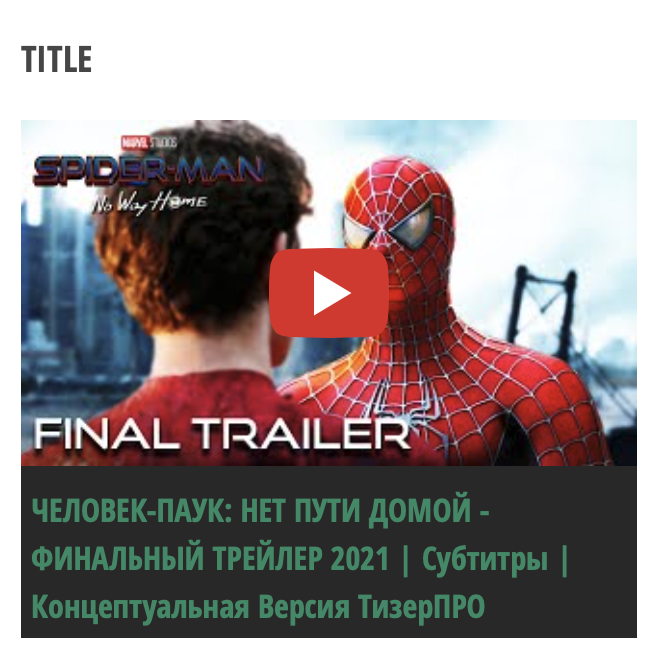 TITLE
MARVEL STUDIOS
SPIDER-MAN
No Way Home
FINAL TRAILER
ЧЕЛОВЕК-ПАУК: НЕТ ПУТИ ДОМОЙ -
ФИНАЛЬНЫЙ ТРЕЙЛЕР 2021 | Субтитры |
Концептуальная Версия ТизерПРО